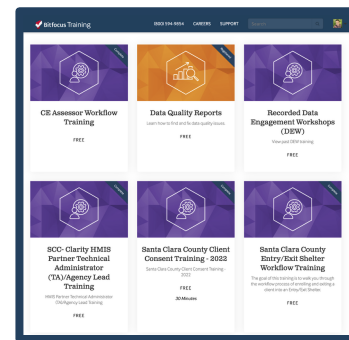 Bitfocus Training
(800) 594-9854 CAREERS SUPPORT Search
CE Assessor Workflow
Training
FREE
Data Quality Reports
Learn how to find and fix data quality issues
FREE
Recorded Data
Engagement Workshops
(DEW)
View past DEW training.
FREE
SCC- Clarity HMIS
Partner Technical
Administrator
(TA)/Agency Lead
Training
HMIS Partner Technical Administrator
(TA)/Agency Lead Training
FREE
Santa Clara County Client
Consent Training - 2022
Santa Clara County Client Consent Training -
2022
FREE
30 Minutes
Santa Clara County
Entry/Exit Shelter
Workflow Training
The goal of this training is to walk you through
the workflow process of enrolling and exiting a
client into an Entry/Exit Shelter.
FREE